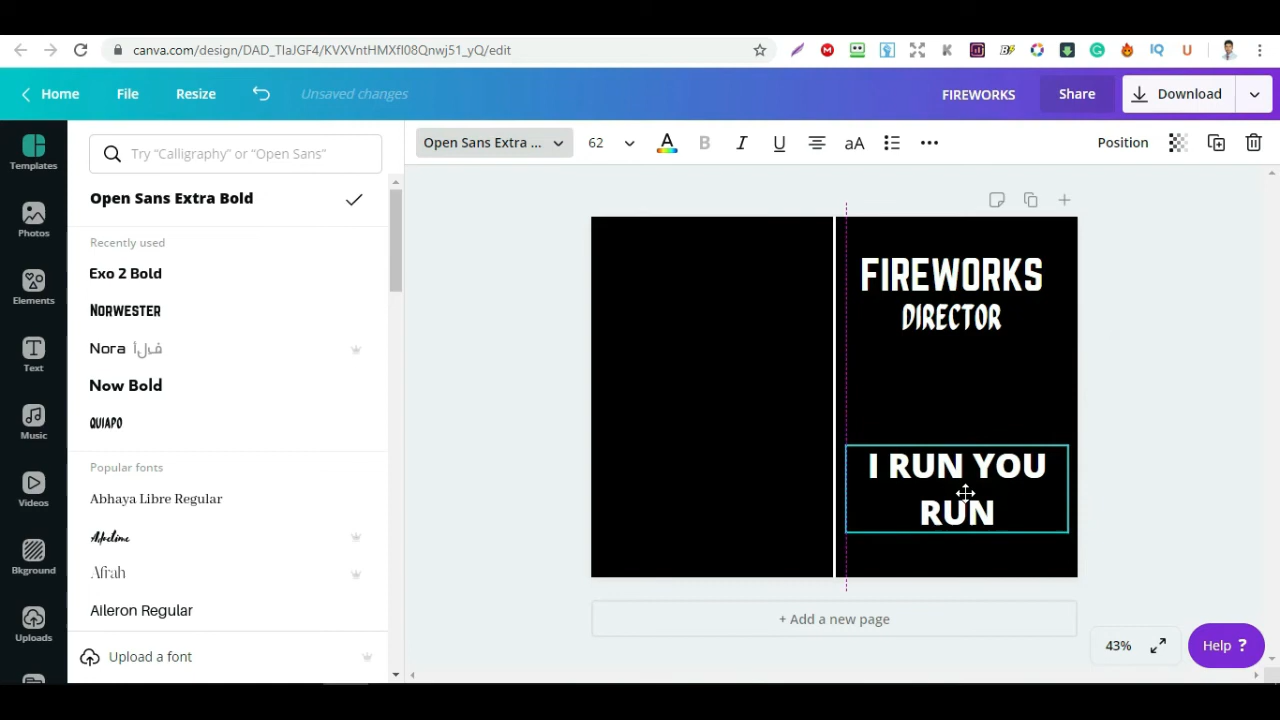 canva.com/design/DAD_TlaJGF4/KVXVntHMXfl08Qnwj51_yQ/edit
Home File Resize Unsaved changes FIREWORKS Share Download
Templates
Photos
Elements
Text
Music
Videos
Bkground
Uploads
Try “Calligraphy” or “Open Sans”
Open Sans Extra Bold
Recently used
Exo 2 Bold
NORWESTER
Nora
Now Bold
QUIAPO
Popular fonts
Abhaya Libre Regular
Afrah
Aileron Regular
Upload a font
Open Sans Extra ... 62 A B I U aA Position
FIREWORKS
DIRECTOR
I RUN YOU
RUN
+ Add a new page
43% Help ?